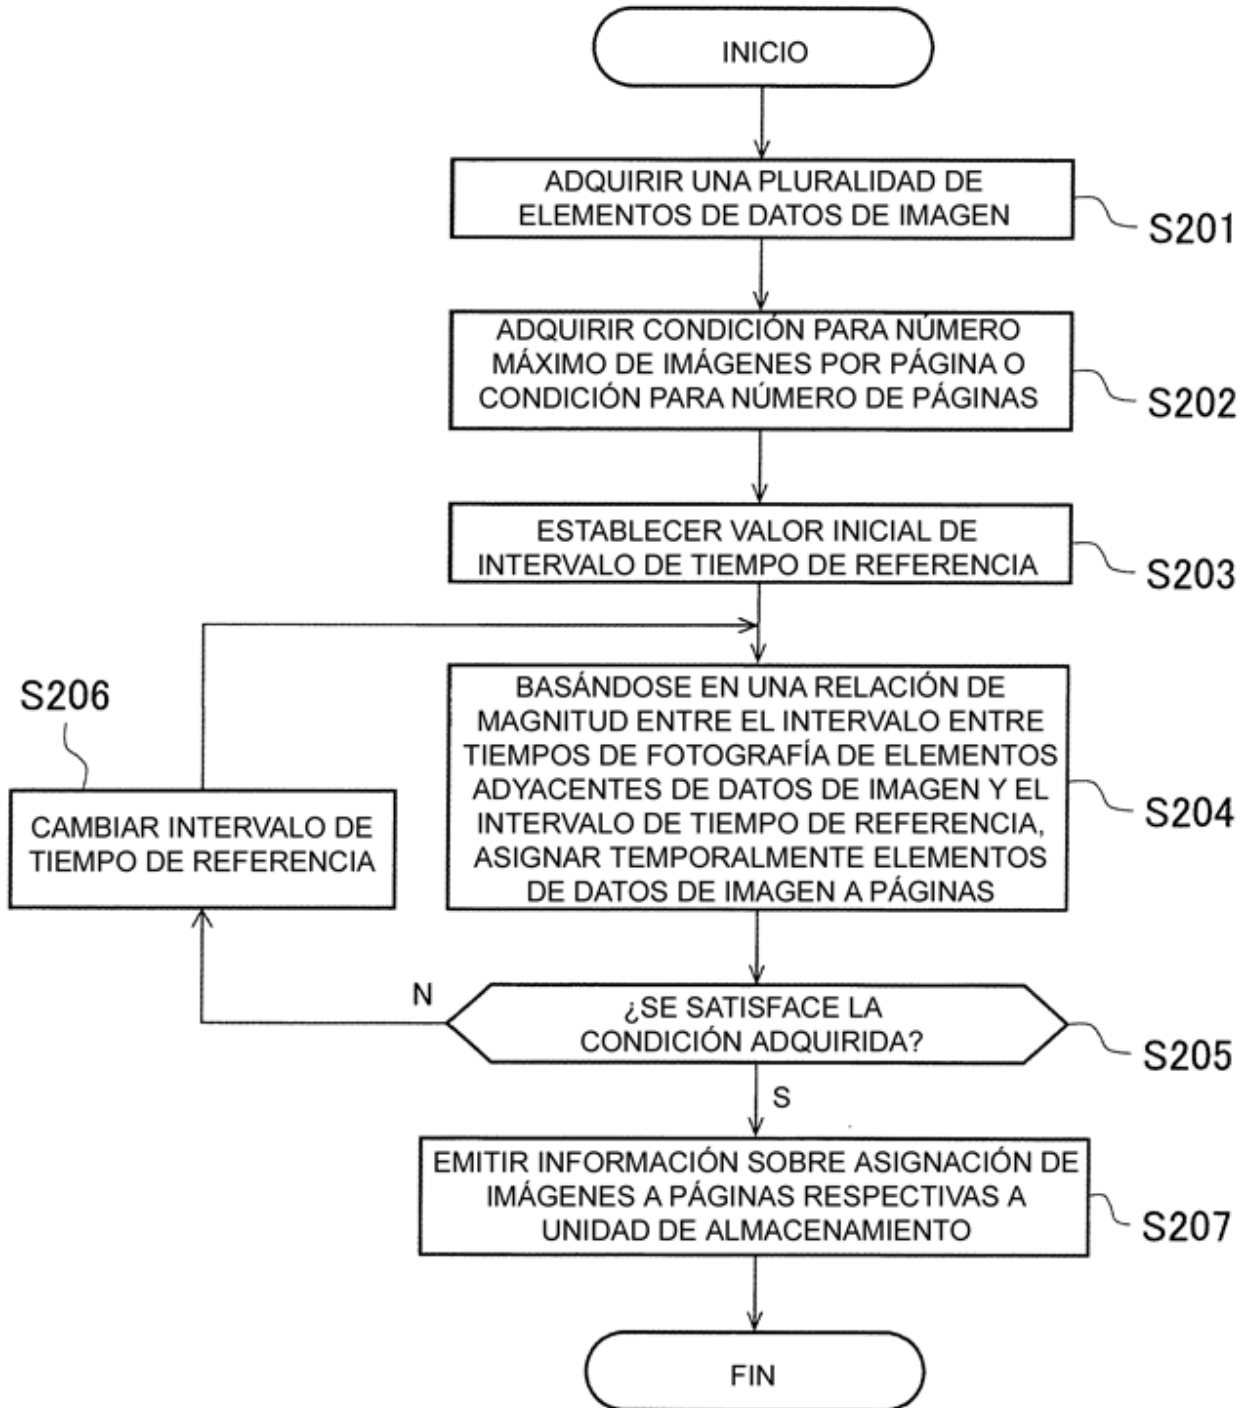 INICIO
ADQUIRIR UNA PLURALIDAD DE
ELEMENTOS DE DATOS DE IMAGEN
S201
ADQUIRIR CONDICIÓN PARA NÚMERO
MÁXIMO DE IMÁGENES POR PÁGINA O
CONDICIÓN PARA NÚMERO DE PÁGINAS
S202
ESTABLECER VALOR INICIAL DE
INTERVALO DE TIEMPO DE REFERENCIA
S203
S206
CAMBIAR INTERVALO DE
TIEMPO DE REFERENCIA
BASÁNDOSE EN UNA RELACIÓN DE
MAGNITUD ENTRE EL INTERVALO ENTRE
TIEMPOS DE FOTOGRAFÍA DE ELEMENTOS
ADYACENTES DE DATOS DE IMAGEN Y EL
INTERVALO DE TIEMPO DE REFERENCIA,
ASIGNAR TEMPORALMENTE ELEMENTOS
DE DATOS DE IMAGEN A PÁGINAS
S204
N
¿SE SATISFACE LA
CONDICIÓN ADQUIRIDA?
S205
S
EMITIR INFORMACIÓN SOBRE ASIGNACIÓN DE
IMÁGENES A PÁGINAS RESPECTIVAS A
UNIDAD DE ALMACENAMIENTO
S207
FIN